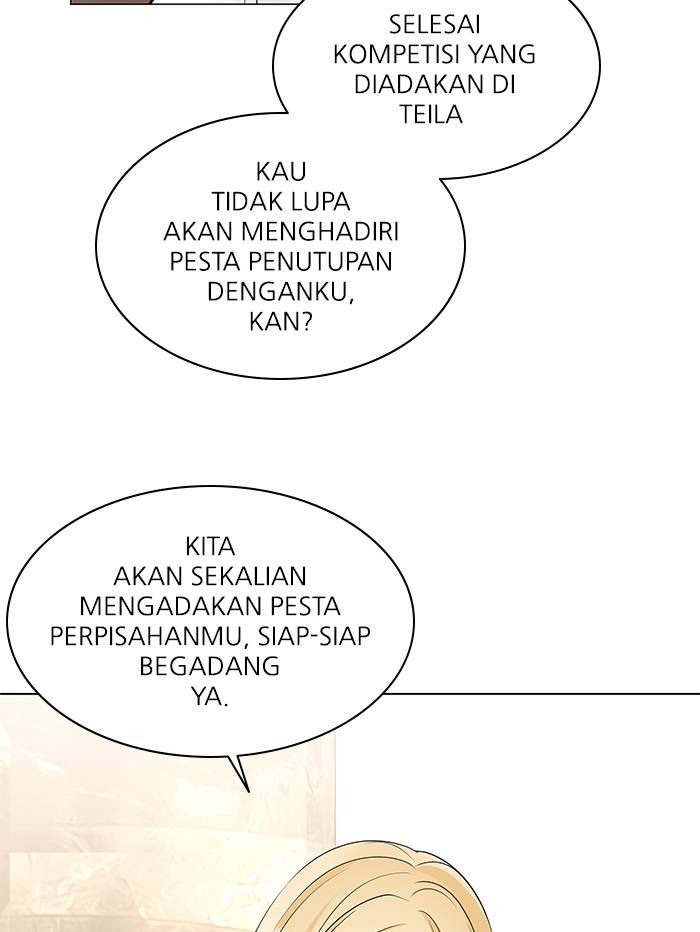 SELESAI
KOMPETISI YANG
DIADAKAN DI
TEILA
KAU
TIDAK LUPA
AKAN MENGHADIRI
PESTA PENUTUPAN
DENGANKU,
KAN?
KITA
AKAN SEKALIAN
MENGADAKAN PESTA
PERPISAHANMU, SIAP-SIAP
BEGADANG
YA.